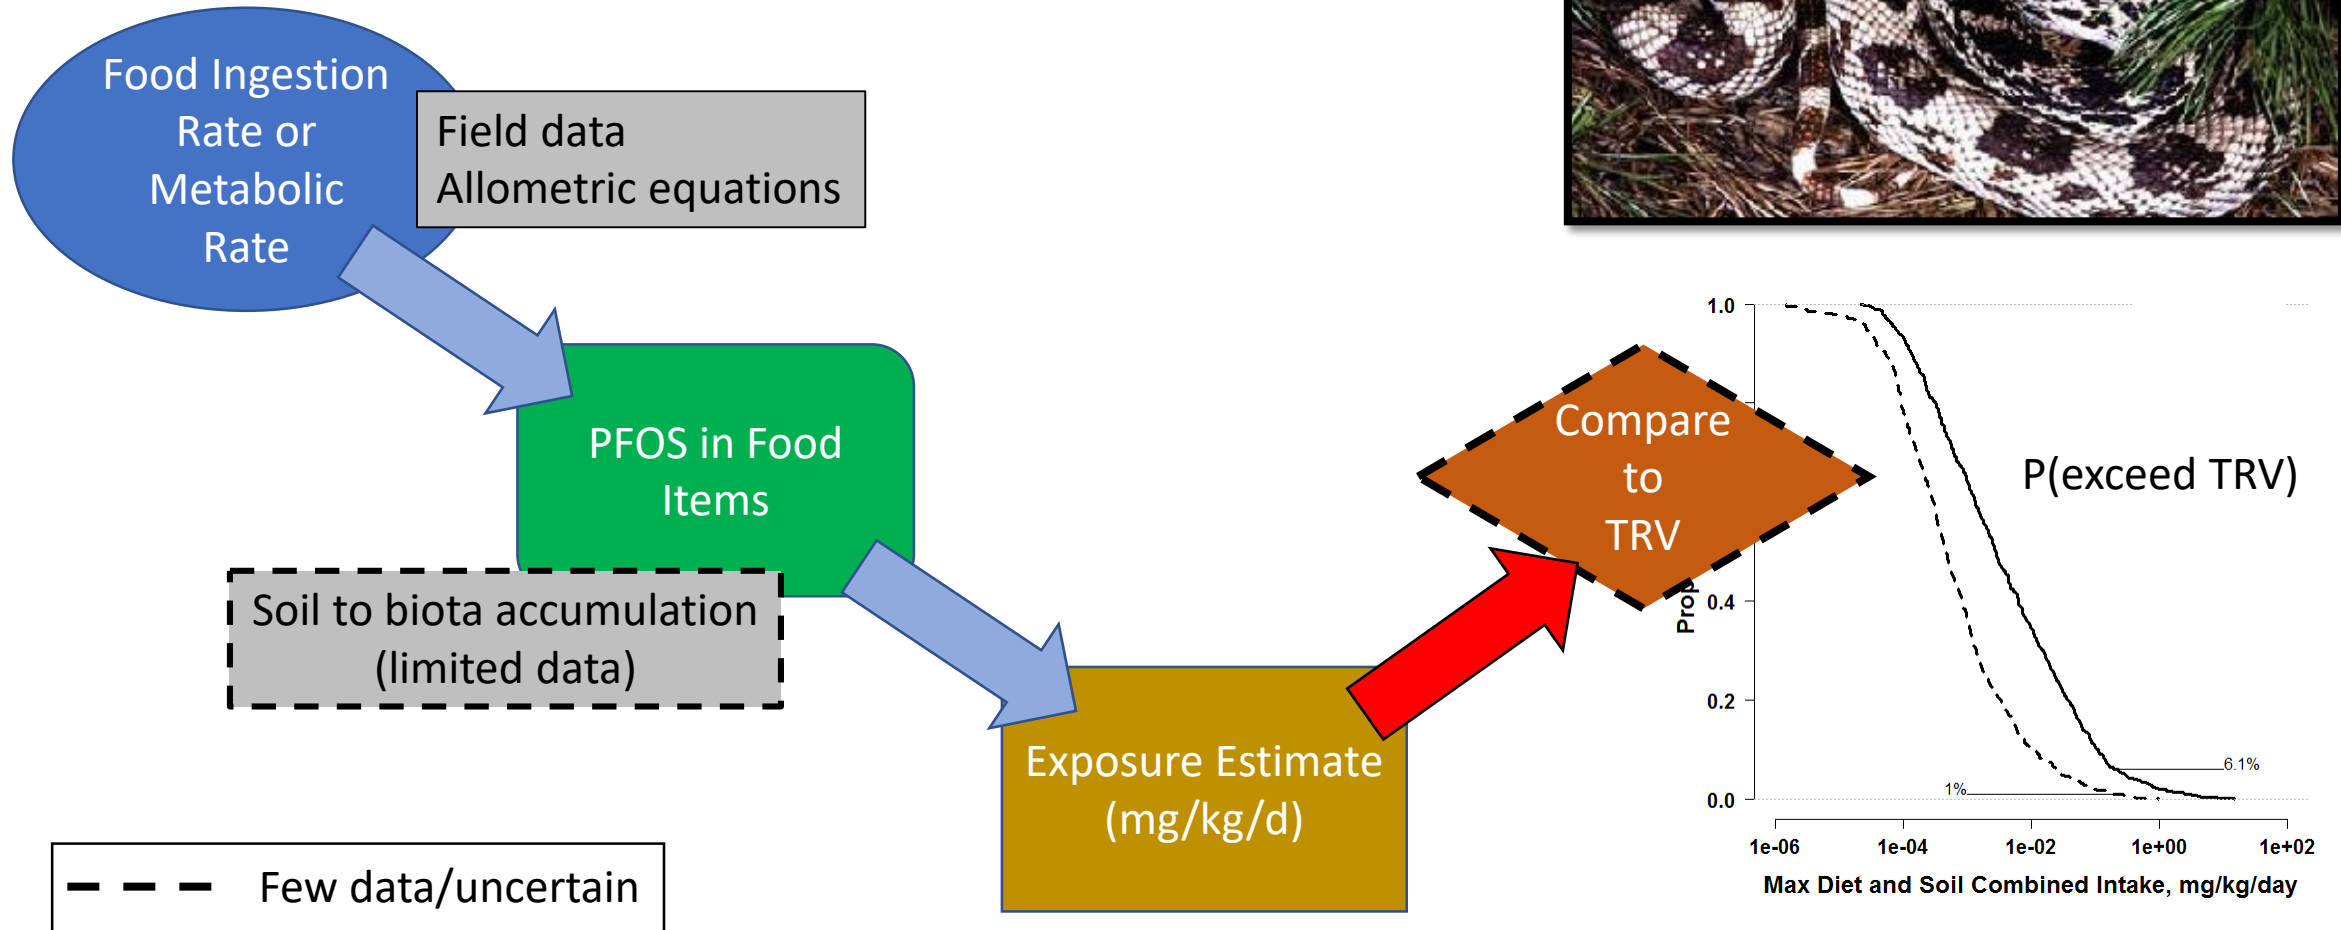 Food Ingestion
Rate or
Metabolic
Rate
Field data
Allometric equations
PFOS in Food
Items
Soil to biota accumulation
(limited data)
Exposure Estimate
(mg/kg/d)
Compare
to
TRV
P(exceed TRV)
1.0
0.4
0.2
0.0
6.1%
1%
1e-06 1e-04 1e-02 1e+00 1e+02
Max Diet and Soil Combined Intake, mg/kg/day
Few data/uncertain